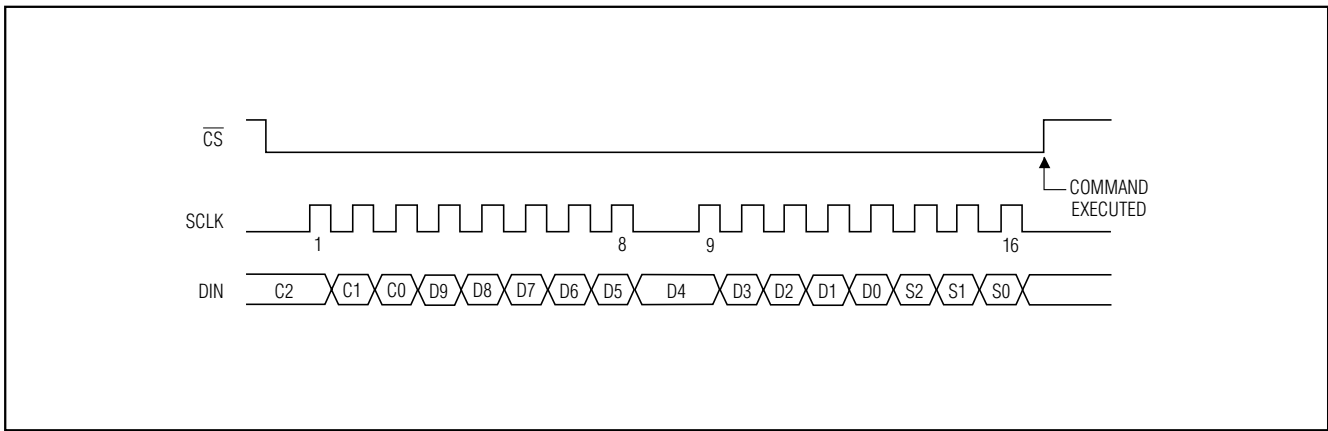 CS
COMMAND
EXECUTED
SCLK
1 8 9 16
DIN C2 C1 C0 D9 D8 D7 D6 D5 D4 D3 D2 D1 D0 S2 S1 S0